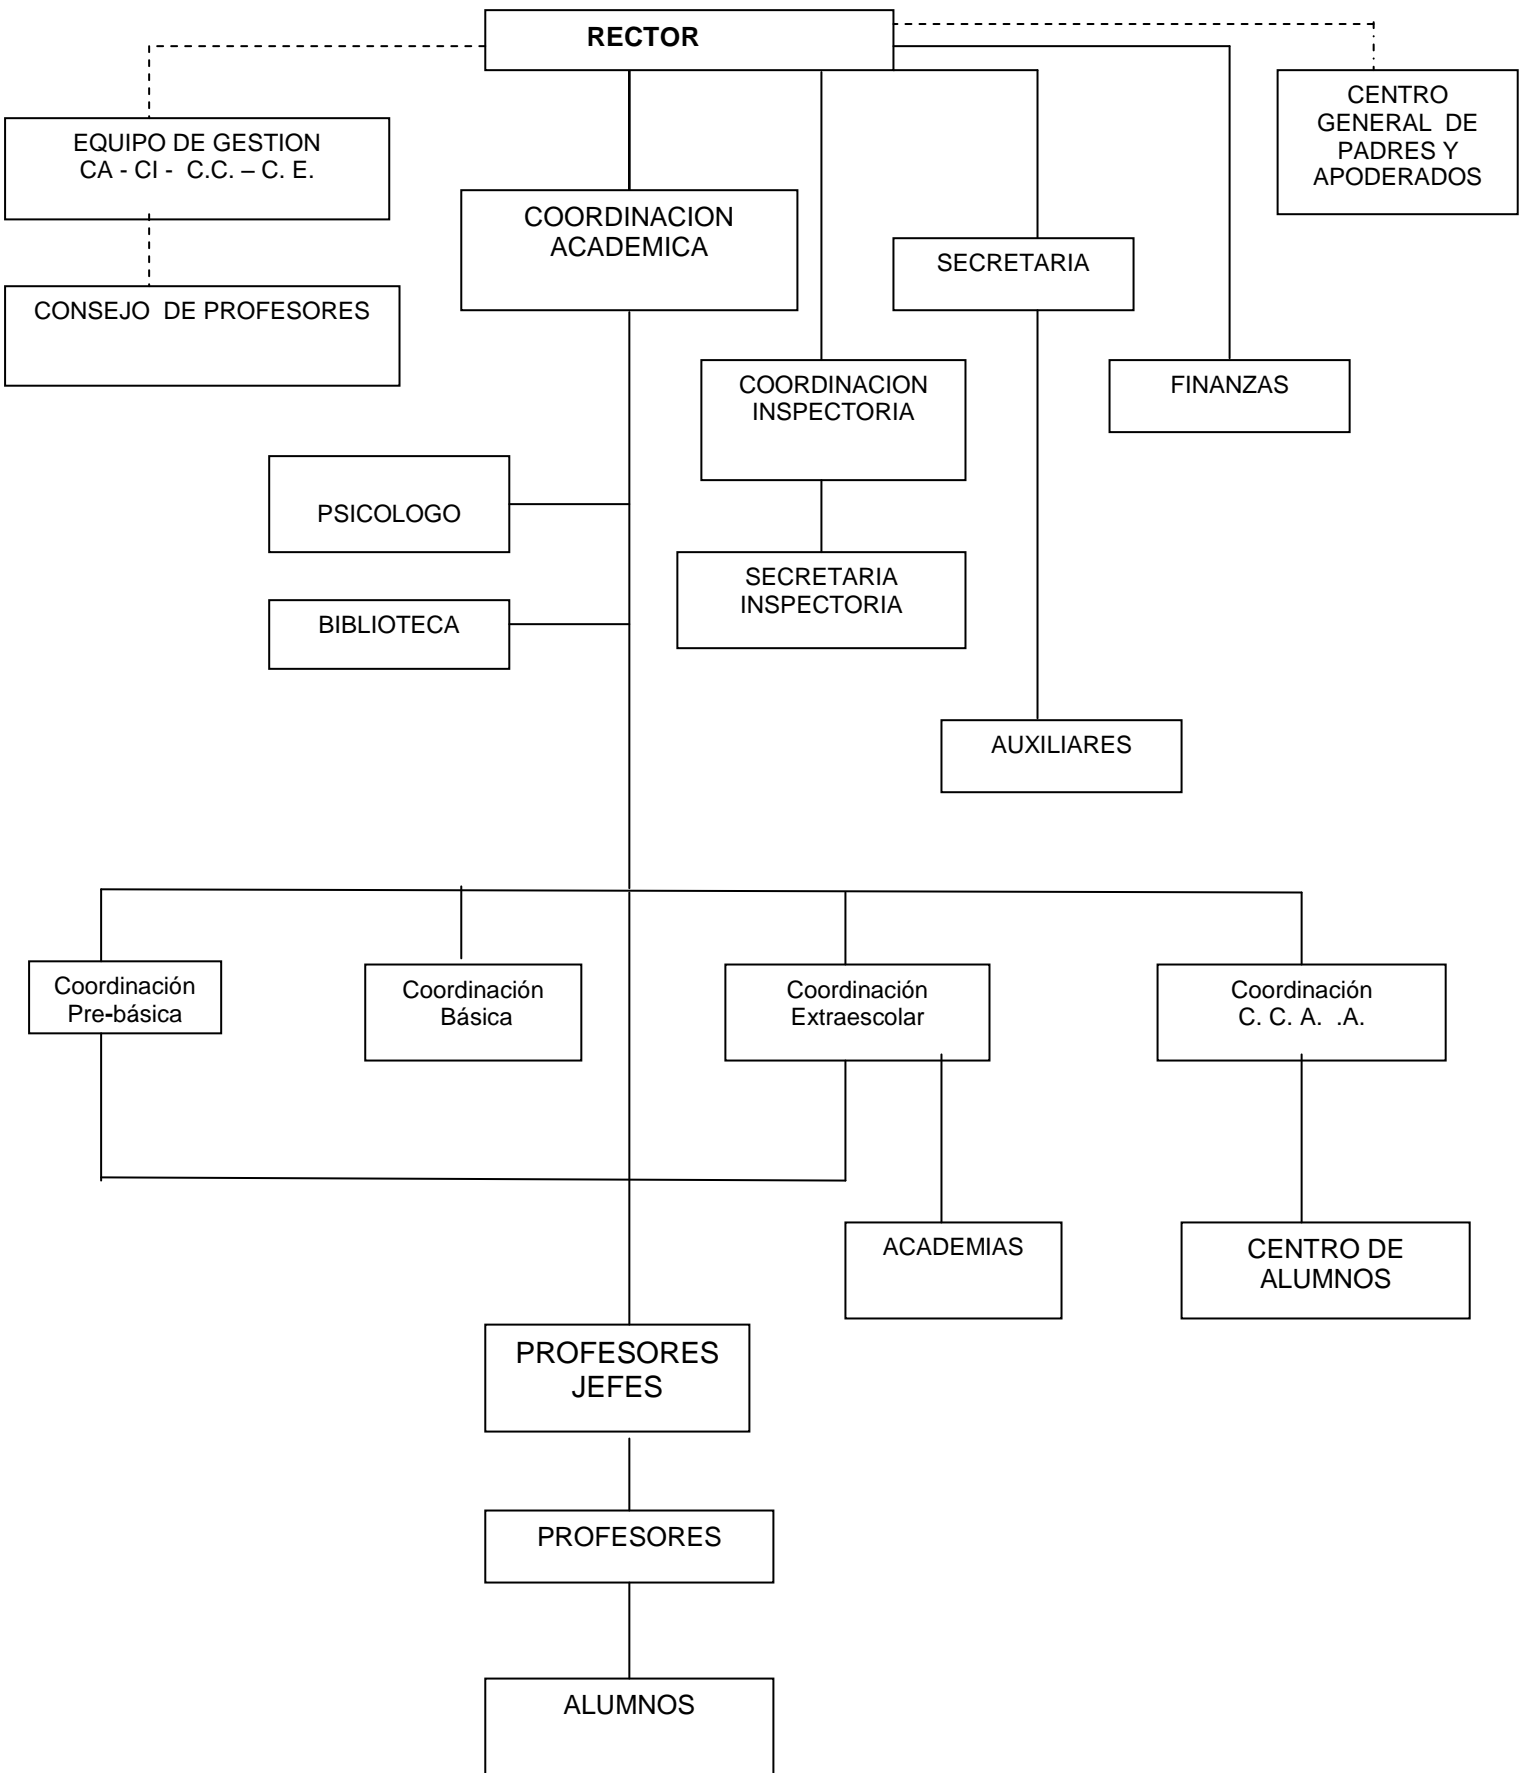 RECTOR
CENTRO
GENERAL DE
PADRES Y
APODERADOS
EQUIPO DE GESTION
CA - CI - C.C. – C. E.
COORDINACION
ACADEMICA
SECRETARIA
CONSEJO DE PROFESORES
COORDINACION
INSPECTORIA
FINANZAS
PSICOLOGO
SECRETARIA
INSPECTORIA
BIBLIOTECA
AUXILIARES
Coordinación
Pre-básica
Coordinación
Básica
Coordinación
Extraescolar
Coordinación
C. C. A. .A.
ACADEMIAS
CENTRO DE
ALUMNOS
PROFESORES
JEFES
PROFESORES
ALUMNOS